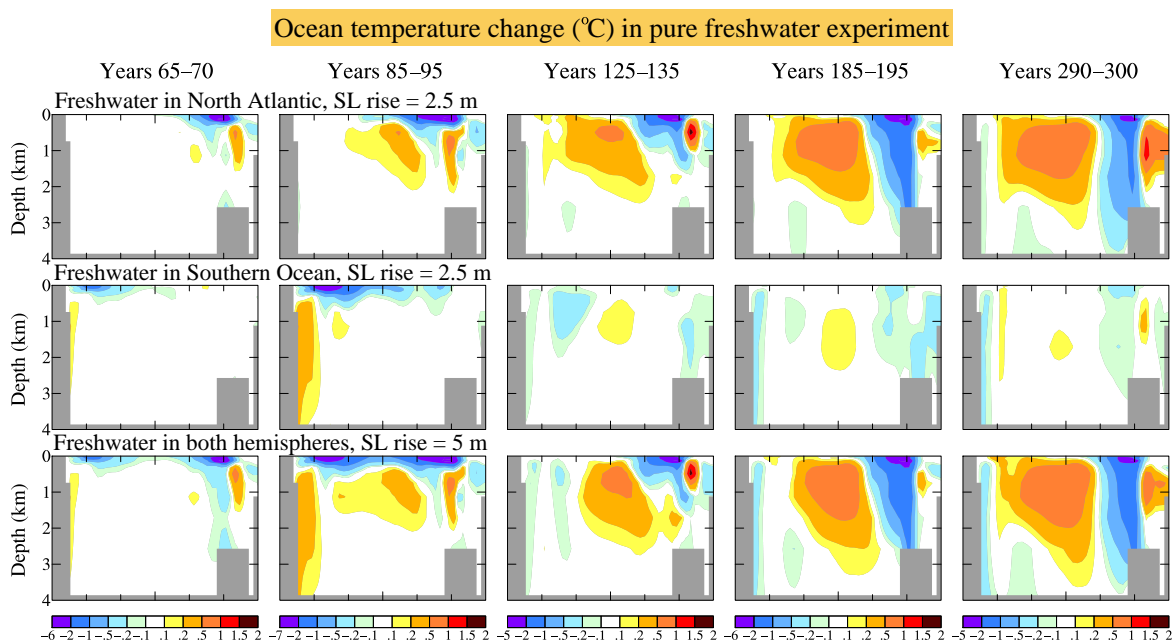 Ocean temperature change (°C) in pure freshwater experiment
Years 65–70 Years 85–95 Years 125–135 Years 185–195 Years 290–300
Freshwater in North Atlantic, SL rise = 2.5 m
0
1
2
3
4
Depth (km)
Freshwater in Southern Ocean, SL rise = 2.5 m
0
1
2
3
4
Depth (km)
Freshwater in both hemispheres, SL rise = 5 m
0
1
2
3
4
Depth (km)
−6 −2 −1 −.5 −.2 −.1 .1 .2 .5 1 1.5 2
−7 −2 −1 −.5 −.2 −.1 .1 .2 .5 1 1.5 2
−5 −2 −1 −.5 −.2 −.1 .1 .2 .5 1 1.5 2
−6 −2 −1 −.5 −.2 −.1 .1 .2 .5 1 1.5 2
−5 −2 −1 −.5 −.2 −.1 .1 .2 .5 1 1.5 2